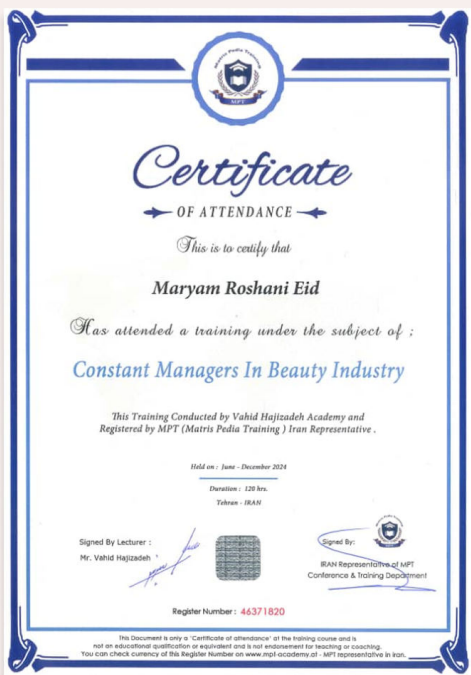 Matris Pedia Training
MPT
Certificate
OF ATTENDANCE
This is to certify that
Maryam Roshani Eid
Has attended a training under the subject of ;
Constant Managers In Beauty Industry
This Training Conducted by Vahid Hajizadeh Academy and
Registered by MPT (Matris Pedia Training ) Iran Representative .
Held on : June - December 2024
Duration : 120 hrs.
Tehran - IRAN
Signed By Lecturer :
Mr. Vahid Hajizadeh
Signed By:
IRAN Representative of MPT
Conference & Training Department
Register Number : 46371820
This Document is only a "Certificate of attendance" at the training course and is
not an educational qualification or equivalent and is not endorsement for teaching or coaching.
You can check currency of this Register Number on www.mpt-academy.at - MPT representative in Iran.